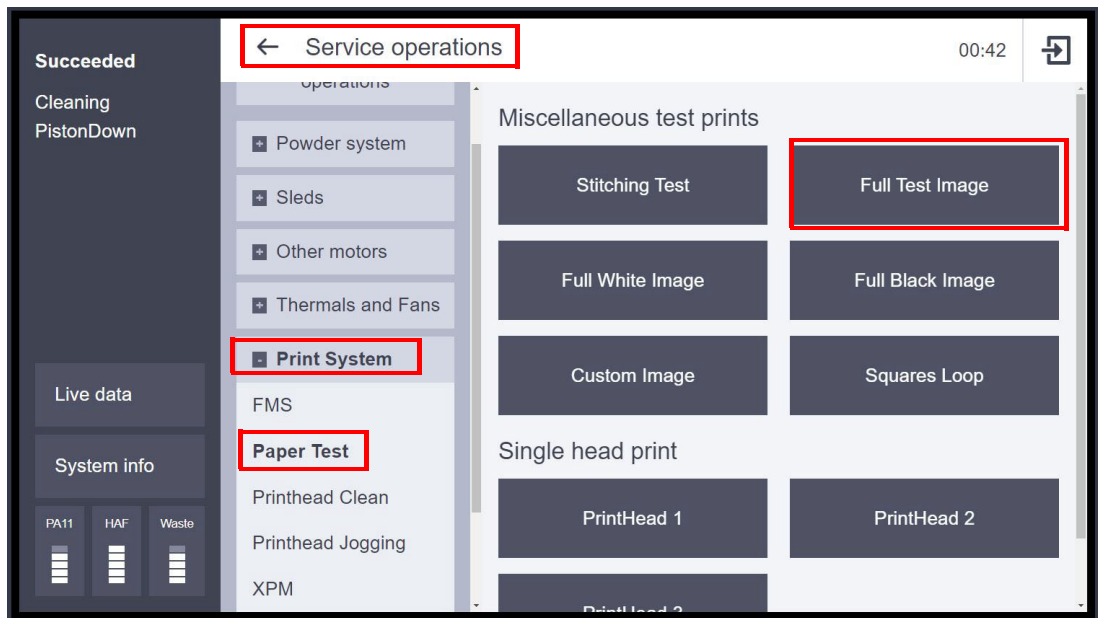 Succeeded
Cleaning
PistonDown
Live data
System info
PA11
HAF
Waste
Service operations
00:42
operations
+ Powder system
+ Sleds
+ Other motors
+ Thermals and Fans
- Print System
FMS
Paper Test
Printhead Clean
Printhead Jogging
XPM
Miscellaneous test prints
Stitching Test
Full Test Image
Full White Image
Full Black Image
Custom Image
Squares Loop
Single head print
PrintHead 1
PrintHead 2
PrintHead 3